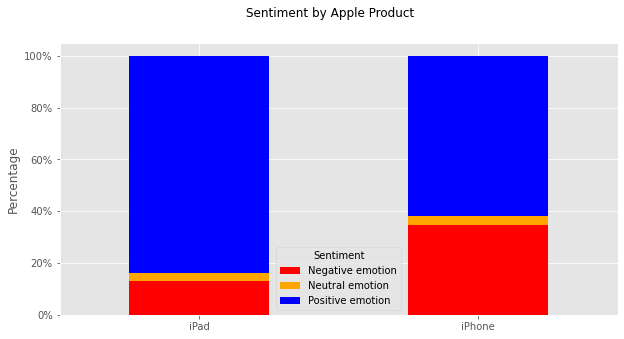 Sentiment by Apple Product
Percentage
100%
80%
60%
40%
20%
0%
Sentiment
Negative emotion
Neutral emotion
Positive emotion
iPad
iPhone